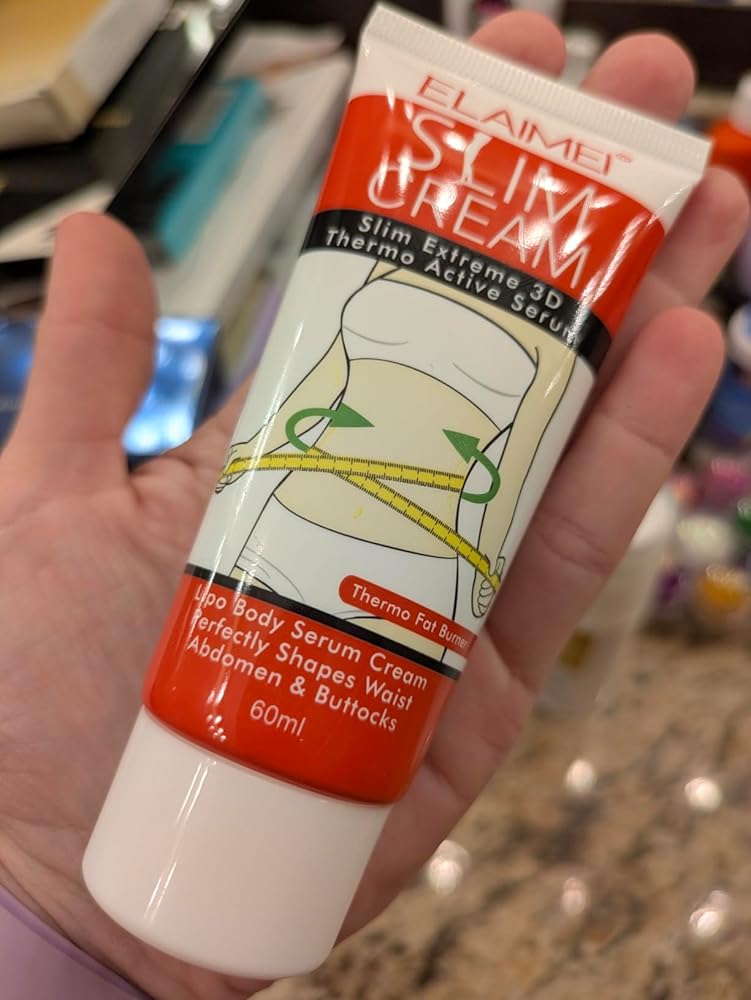 ELAIMEI®
SLIM
CREAM
Slim Extreme 3D
Thermo Active Serum
Thermo Fat Burner
Lipo Body Serum Cream
Perfectly Shapes Waist
Abdomen & Buttocks
60ml